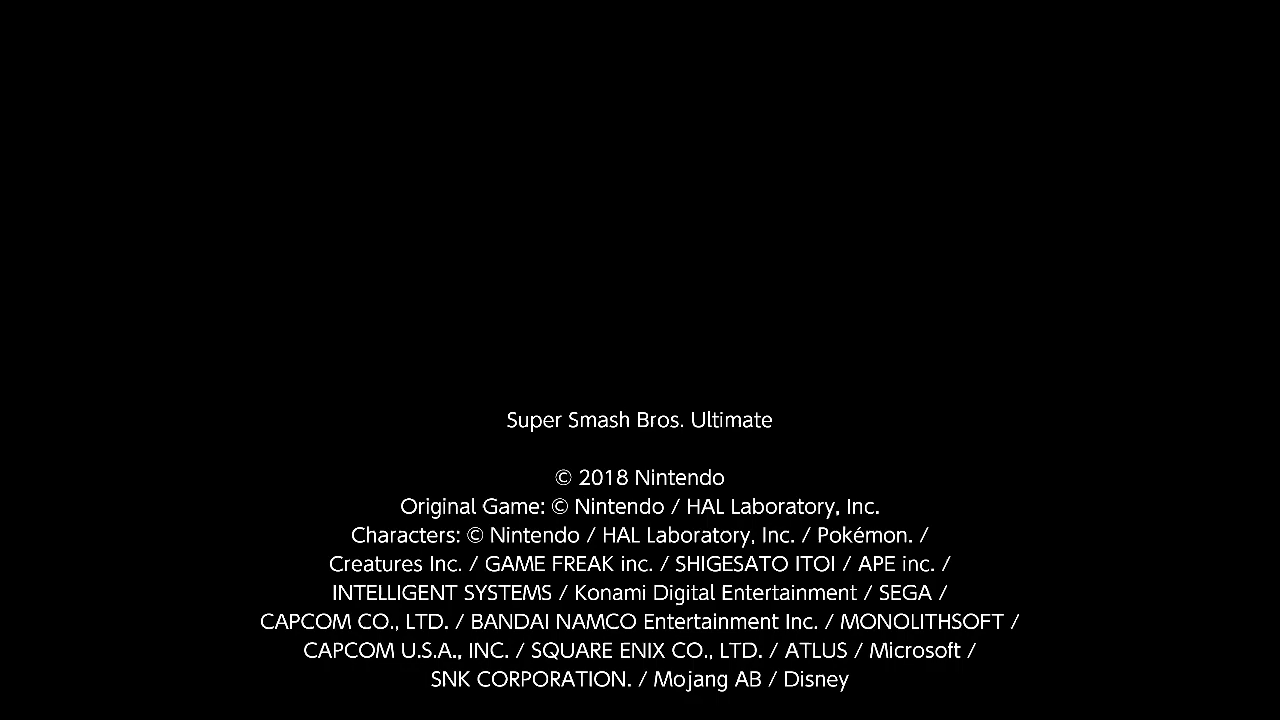 Super Smash Bros. Ultimate
© 2018 Nintendo
Original Game: © Nintendo / HAL Laboratory, Inc.
Characters: © Nintendo / HAL Laboratory, Inc. / Pokémon. /
Creatures Inc. / GAME FREAK inc. / SHIGESATO ITOI / APE inc. /
INTELLIGENT SYSTEMS / Konami Digital Entertainment / SEGA /
CAPCOM CO., LTD. / BANDAI NAMCO Entertainment Inc. / MONOLITHSOFT /
CAPCOM U.S.A., INC. / SQUARE ENIX CO., LTD. / ATLUS / Microsoft /
SNK CORPORATION. / Mojang AB / Disney